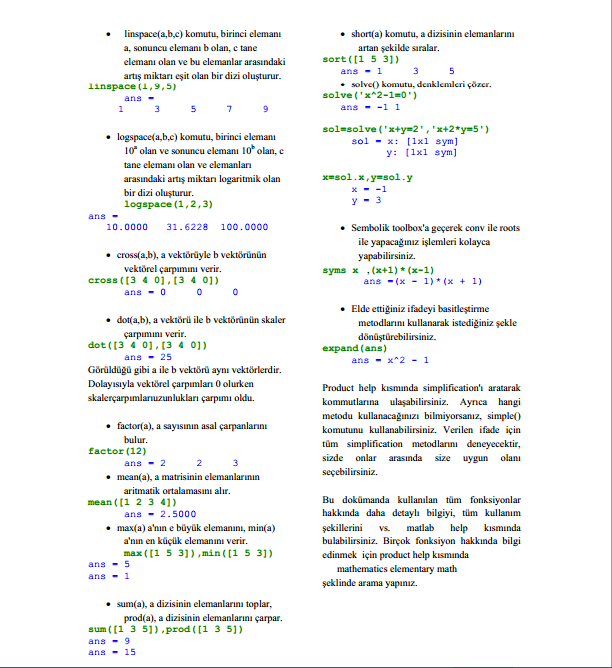 • linspace(a,b,c) komutu, birinci elemanı
a, sonuncu elemanı b olan, c tane
elemanı olan ve bu elemanlar arasındaki
artış miktarı eşit olan bir dizi oluşturur.
linspace(1,9,5)
ans =
1 3 5 7 9
• logspace(a,b,c) komutu, birinci elemanı
10ᵃ olan ve sonuncu elemanı 10ᵇ olan, c
tane elemanı olan ve elemanları
arasındaki artış miktarı logaritmik olan
bir dizi oluşturur.
logspace(1,2,3)
ans =
10.0000 31.6228 100.0000
• cross(a,b), a vektörüyle b vektörünün
vektörel çarpımını verir.
cross([3 4 0],[3 4 0])
ans = 0 0 0
• dot(a,b), a vektörü ile b vektörünün skaler
çarpımını verir.
dot([3 4 0],[3 4 0])
ans = 25
Görüldüğü gibi a ile b vektörü aynı vektörlerdir.
Dolayısıyla vektörel çarpımları 0 olurken
skalerçarpımlarıuzunlukları çarpımı oldu.
• factor(a), a sayısının asal çarpanlarını
bulur.
factor(12)
ans = 2 2 3
• mean(a), a matrisinin elemanlarının
aritmatik ortalamasını alır.
mean([1 2 3 4])
ans = 2.5000
• max(a) a'nın e büyük elemanını, min(a)
a'nın en küçük elemanını verir.
max([1 5 3]),min([1 5 3])
ans = 5
ans = 1
• sum(a), a dizisinin elemanlarını toplar,
prod(a), a dizisinin elemanlarını çarpar.
sum([1 3 5]),prod([1 3 5])
ans = 9
ans = 15
• short(a) komutu, a dizisinin elemanlarını
artan şekilde sıralar.
sort([1 5 3])
ans = 1 3 5
• solve() komutu, denklemleri çözer.
solve('x^2-1=0')
ans = -1 1
sol=solve('x+y=2','x+2*y=5')
sol = x: [1x1 sym]
y: [1x1 sym]
x=sol.x,y=sol.y
x = -1
y = 3
• Sembolik toolbox'a geçerek conv ile roots
ile yapacağınız işlemleri kolayca
yapabilirsiniz.
syms x ,(x+1)*(x-1)
ans =(x - 1)*(x + 1)
• Elde ettiğiniz ifadeyi basitleştirme
metodlarını kullanarak istediğiniz şekle
dönüştürebilirsiniz.
expand(ans)
ans = x^2 - 1
Product help kısmında simplification'ı aratarak
kommutlarına ulaşabilirsiniz. Ayrıca hangi
metodu kullanacağınızı bilmiyorsanız, simple()
komutunu kullanabilirsiniz. Verilen ifade için
tüm simplification metodlarını deneyecektir,
sizde onlar arasında size uygun olanı
seçebilirsiniz.
Bu dokümanda kullanılan tüm fonksiyonlar
hakkında daha detaylı bilgiyi, tüm kullanım
şekillerini vs. matlab help kısmında
bulabilirsiniz. Birçok fonksiyon hakkında bilgi
edinmek için product help kısmında
mathematics elementary math
şeklinde arama yapınız.